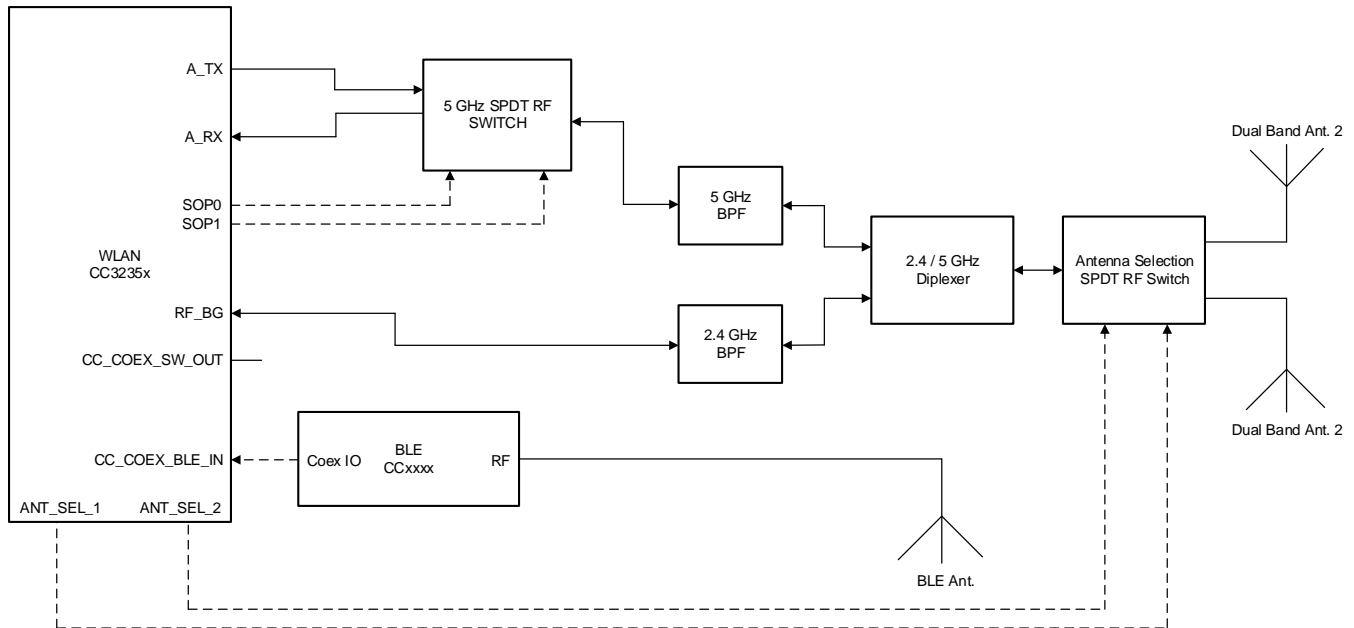 A_TX
A_RX
SOP0
SOP1
WLAN
CC3235x
RF_BG
CC_COEX_SW_OUT
CC_COEX_BLE_IN
ANT_SEL_1
ANT_SEL_2
5 GHz SPDT RF
SWITCH
5 GHz
BPF
2.4 GHz
BPF
2.4 / 5 GHz
Diplexer
Antenna Selection
SPDT RF Switch
Dual Band Ant. 2
Dual Band Ant. 2
Coex IO
BLE
CCxxxx
RF
BLE Ant.